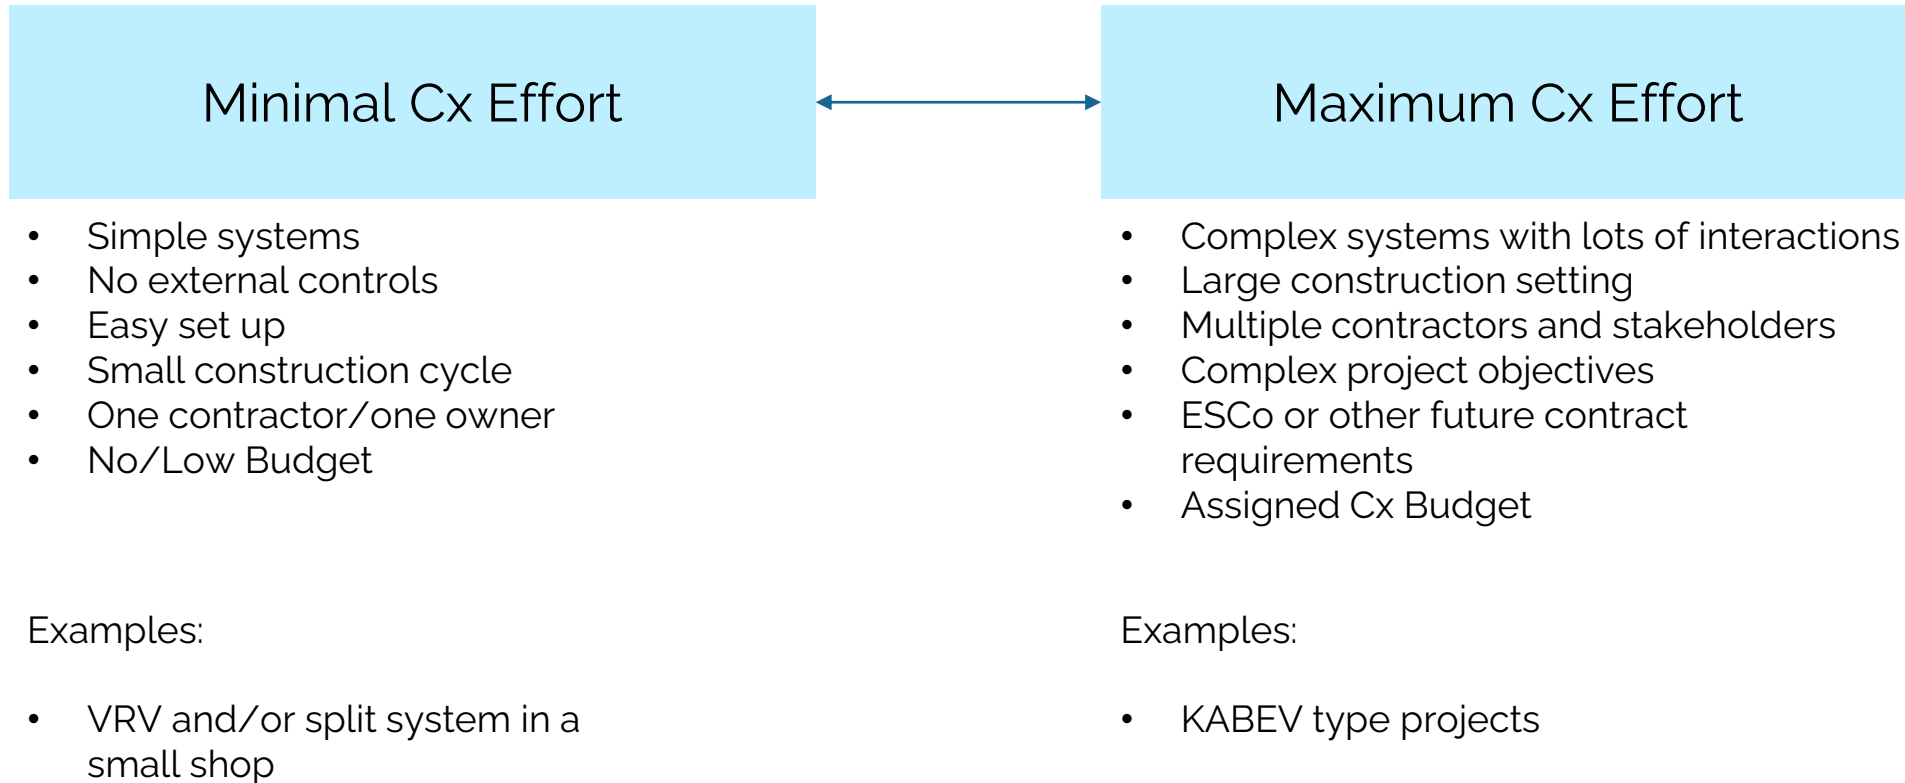 Minimal Cx Effort
• Simple systems
• No external controls
• Easy set up
• Small construction cycle
• One contractor/one owner
• No/Low Budget
Examples:
• VRV and/or split system in a
small shop
Maximum Cx Effort
• Complex systems with lots of interactions
• Large construction setting
• Multiple contractors and stakeholders
• Complex project objectives
• ESCo or other future contract
requirements
• Assigned Cx Budget
Examples:
• KABEV type projects